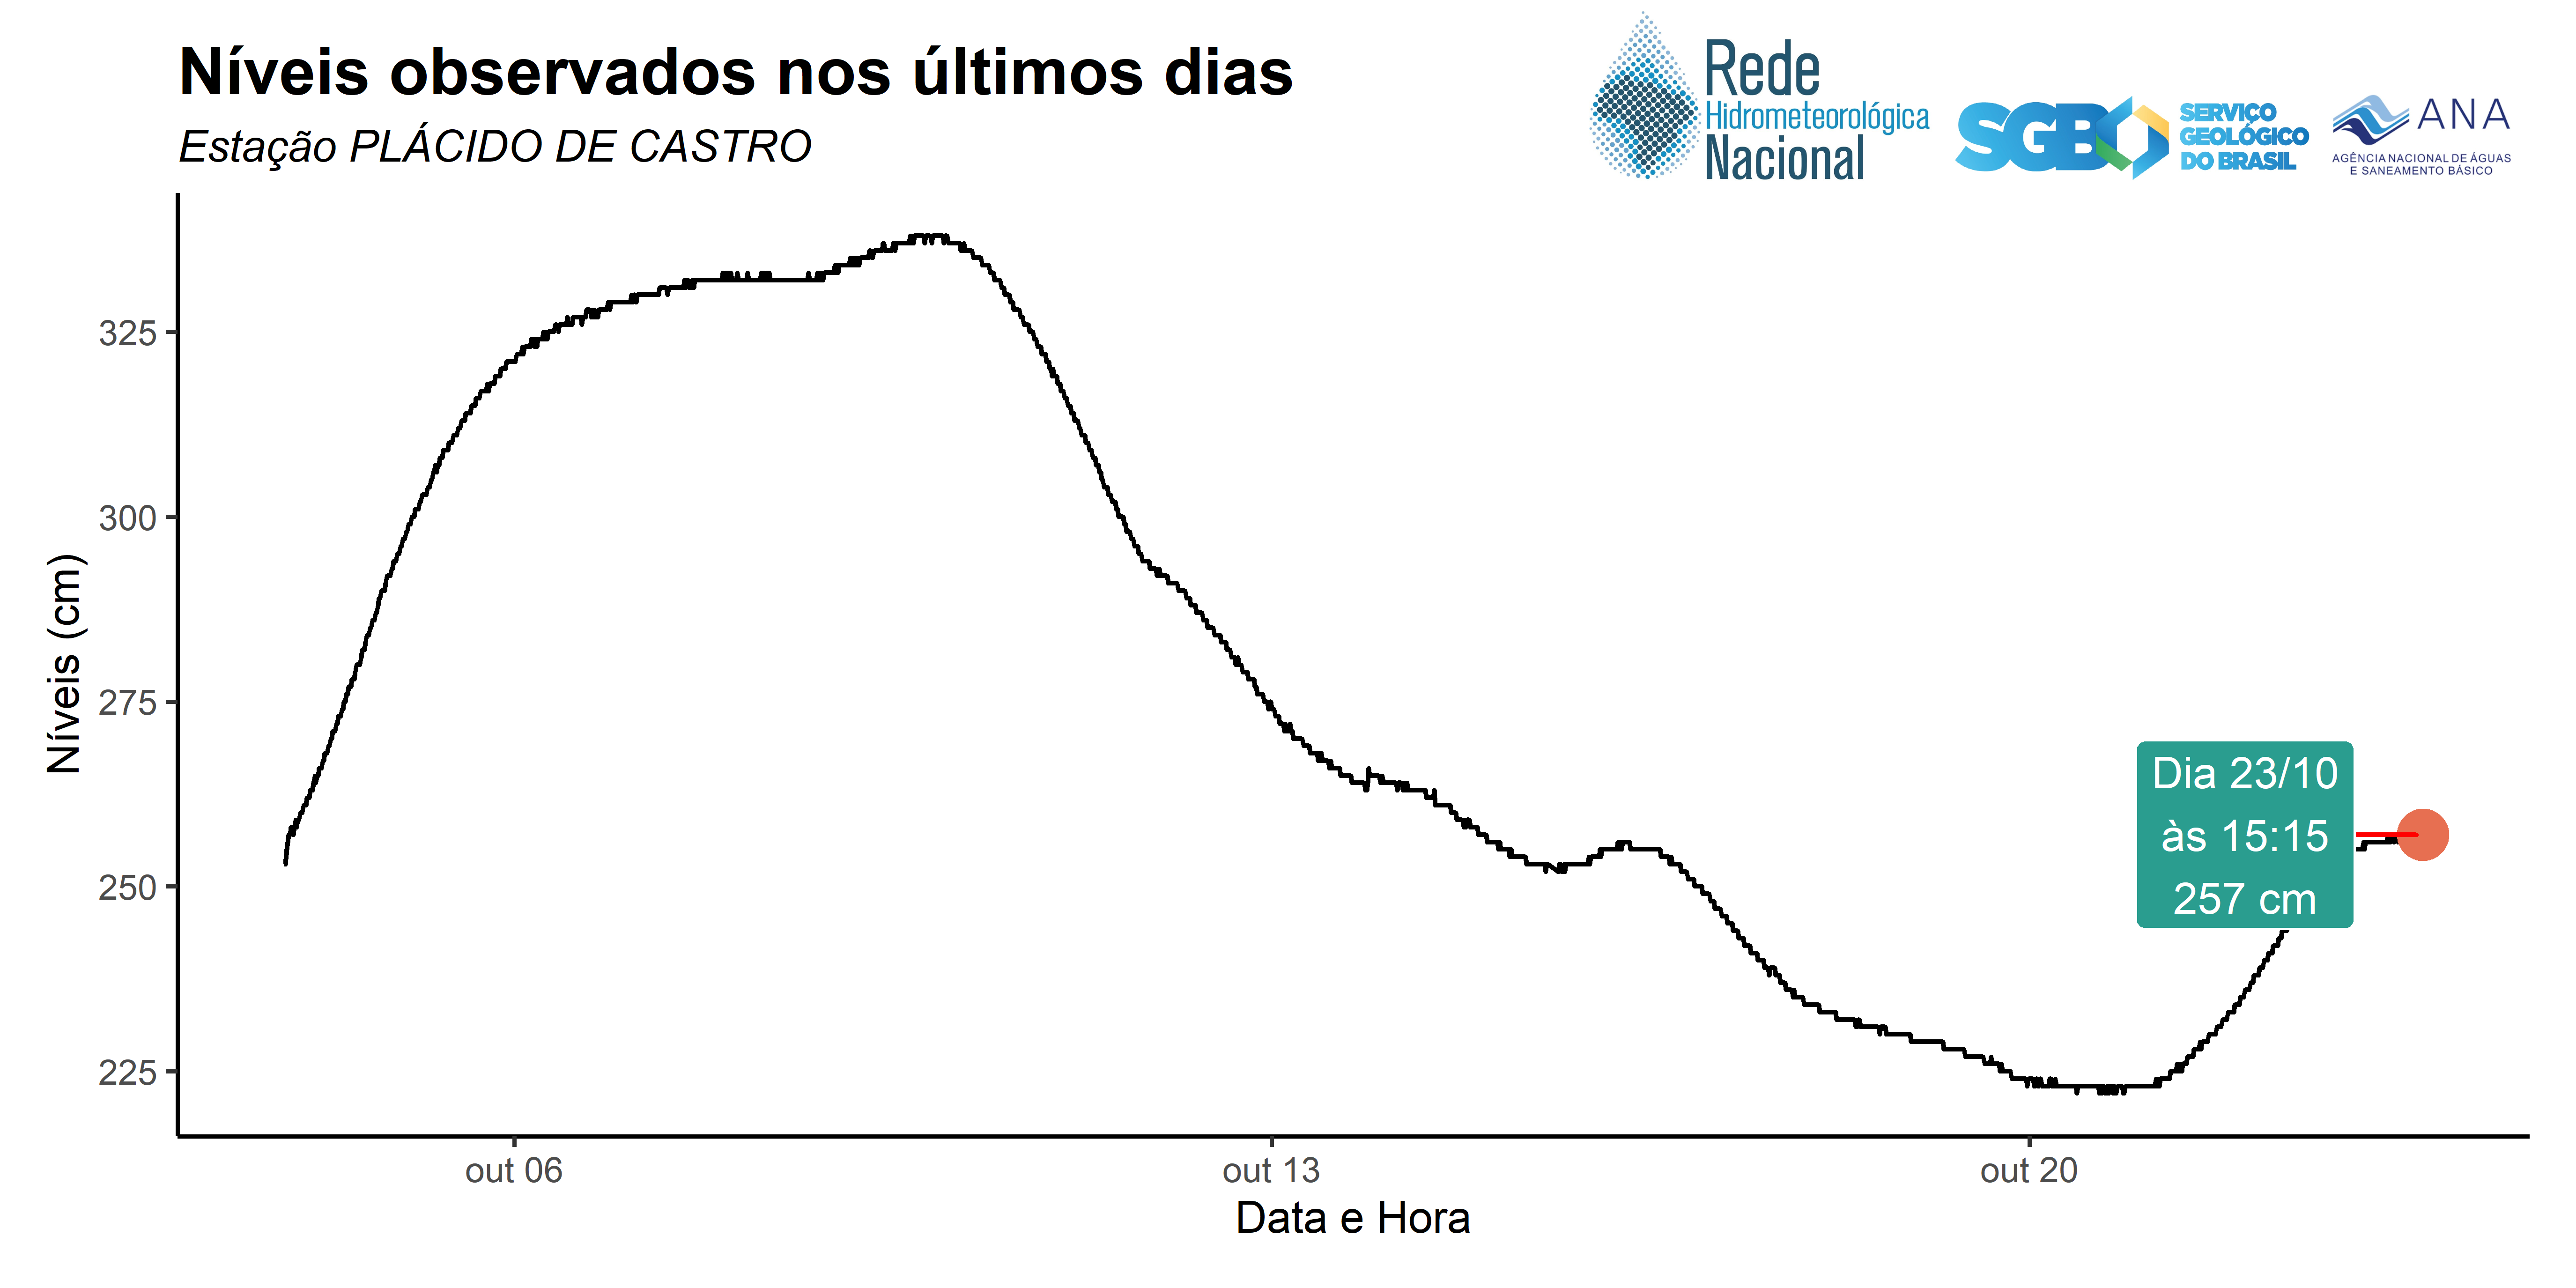 Níveis observados nos últimos dias
Estação PLÁCIDO DE CASTRO
Rede
Hidrometeorológica
Nacional
SGB
SERVIÇO
GEOLÓGICO
DO BRASIL
ANA
AGÊNCIA NACIONAL DE ÁGUAS
E SANEAMENTO BÁSICO
Níveis (cm)
325
300
275
250
225
Dia 23/10
às 15:15
257 cm
out 06
out 13
out 20
Data e Hora